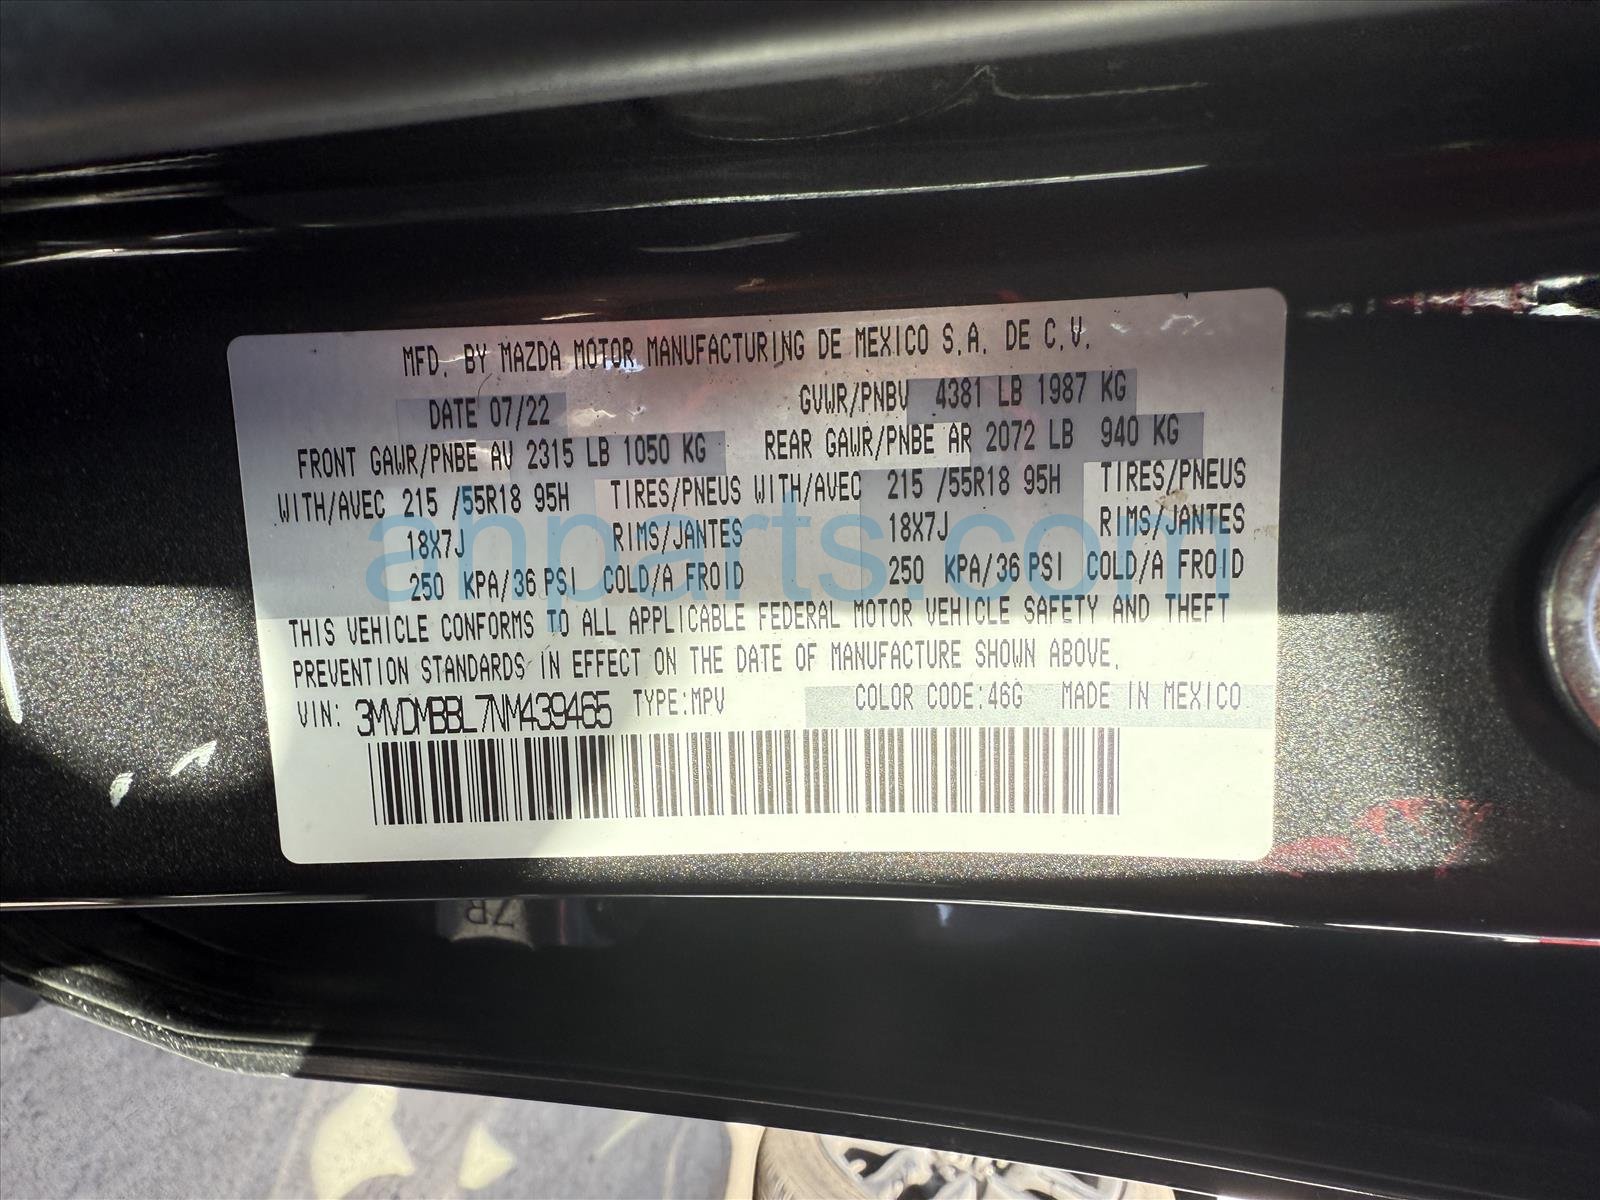 MFD. BY MAZDA MOTOR MANUFACTURING DE MEXICO S.A. DE C.V.
DATE 07/22 GVWR/PNBV 4381 LB 1987 KG
FRONT GAWR/PNBE AV 2315 LB 1050 KG REAR GAWR/PNBE AR 2072 LB 940 KG
WITH/AVEC 215 /55R18 95H TIRES/PNEUS WITH/AVEC 215 /55R18 95H TIRES/PNEUS
18X7J RIMS/JANTES 18X7J RIMS/JANTES
250 KPA/36 PSI COLD/A FROID 250 KPA/36 PSI COLD/A FROID
THIS VEHICLE CONFORMS TO ALL APPLICABLE FEDERAL MOTOR VEHICLE SAFETY AND THEFT
PREVENTION STANDARDS IN EFFECT ON THE DATE OF MANUFACTURE SHOWN ABOVE.
VIN: 3MVDMBBL7NM439465 TYPE:MPV COLOR CODE:46G MADE IN MEXICO
ahparts.com